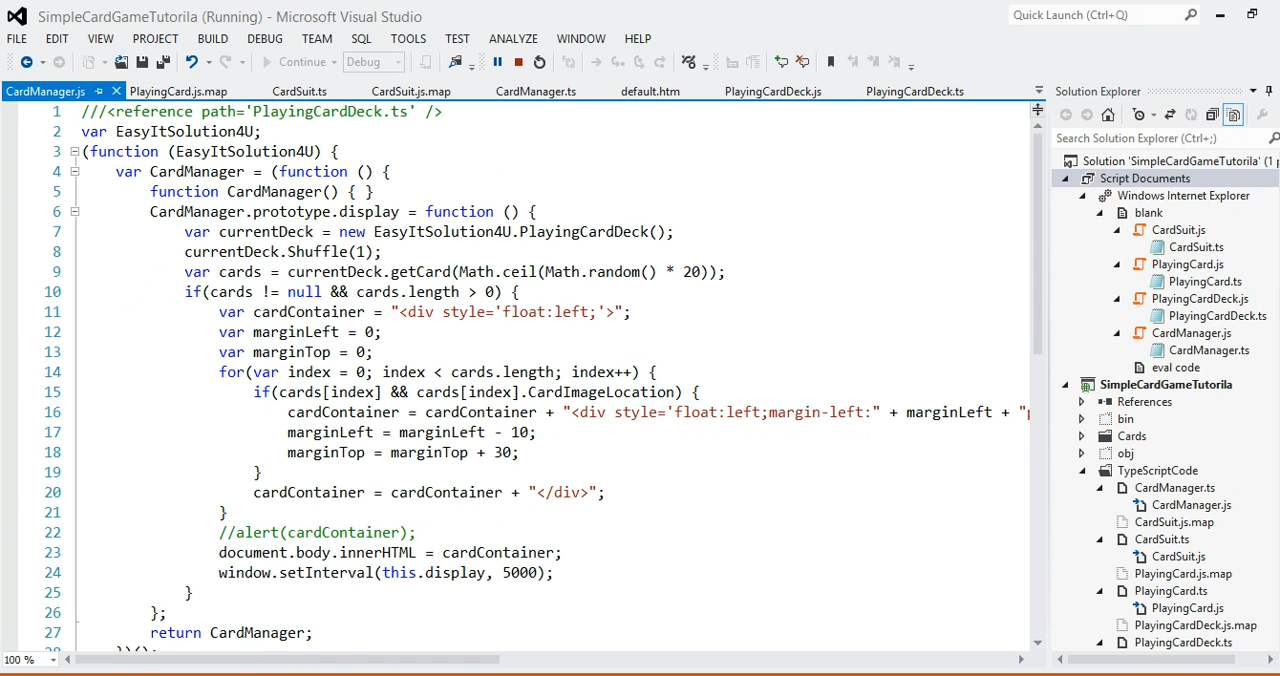 SimpleCardGameTutorila (Running) - Microsoft Visual Studio
Quick Launch (Ctrl+Q)
FILE EDIT VIEW PROJECT BUILD DEBUG TEAM SQL TOOLS TEST ANALYZE WINDOW HELP
Continue Debug
CardManager.js PlayingCard.js.map CardSuit.ts CardSuit.js.map CardManager.ts default.htm PlayingCardDeck.js PlayingCardDeck.ts
1 ///<reference path='PlayingCardDeck.ts' />
2 var EasyItSolution4U;
3 (function (EasyItSolution4U) {
4 var CardManager = (function () {
5 function CardManager() { }
6 CardManager.prototype.display = function () {
7 var currentDeck = new EasyItSolution4U.PlayingCardDeck();
8 currentDeck.Shuffle(1);
9 var cards = currentDeck.getCard(Math.ceil(Math.random() * 20));
10 if(cards != null && cards.length > 0) {
11 var cardContainer = "<div style='float:left;'>";
12 var marginLeft = 0;
13 var marginTop = 0;
14 for(var index = 0; index < cards.length; index++) {
15 if(cards[index] && cards[index].CardImageLocation) {
16 cardContainer = cardContainer + "<div style='float:left;margin-left:" + marginLeft + "p
17 marginLeft = marginLeft - 10;
18 marginTop = marginTop + 30;
19 }
20 cardContainer = cardContainer + "</div>";
21 }
22 //alert(cardContainer);
23 document.body.innerHTML = cardContainer;
24 window.setInterval(this.display, 5000);
25 }
26 };
27 return CardManager;
28 })();
100 %
Solution Explorer
Search Solution Explorer (Ctrl+;)
Solution 'SimpleCardGameTutorila' (1 p
Script Documents
Windows Internet Explorer
blank
CardSuit.js
CardSuit.ts
PlayingCard.js
PlayingCard.ts
PlayingCardDeck.js
PlayingCardDeck.ts
CardManager.js
CardManager.ts
eval code
SimpleCardGameTutorila
References
bin
Cards
obj
TypeScriptCode
CardManager.ts
CardManager.js
CardSuit.js.map
CardSuit.ts
CardSuit.js
PlayingCard.js.map
PlayingCard.ts
PlayingCard.js
PlayingCardDeck.js.map
PlayingCardDeck.ts